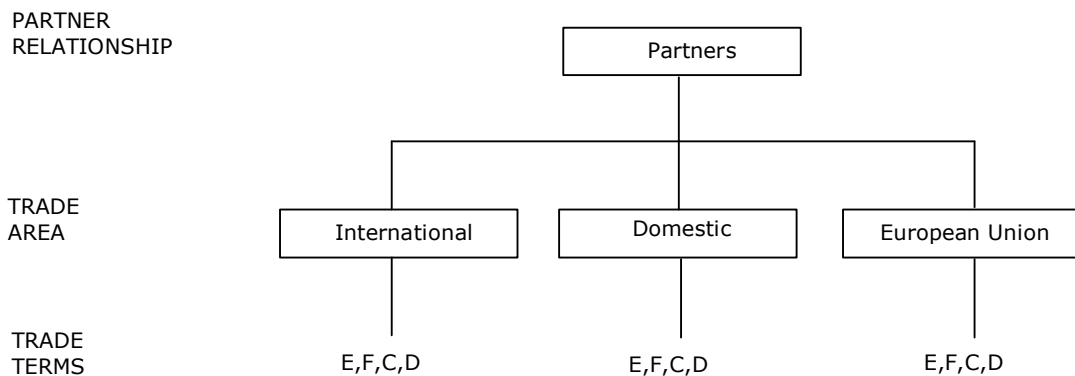 PARTNER
RELATIONSHIP
Partners
TRADE
AREA
International
Domestic
European Union
TRADE
TERMS
E,F,C,D
E,F,C,D
E,F,C,D